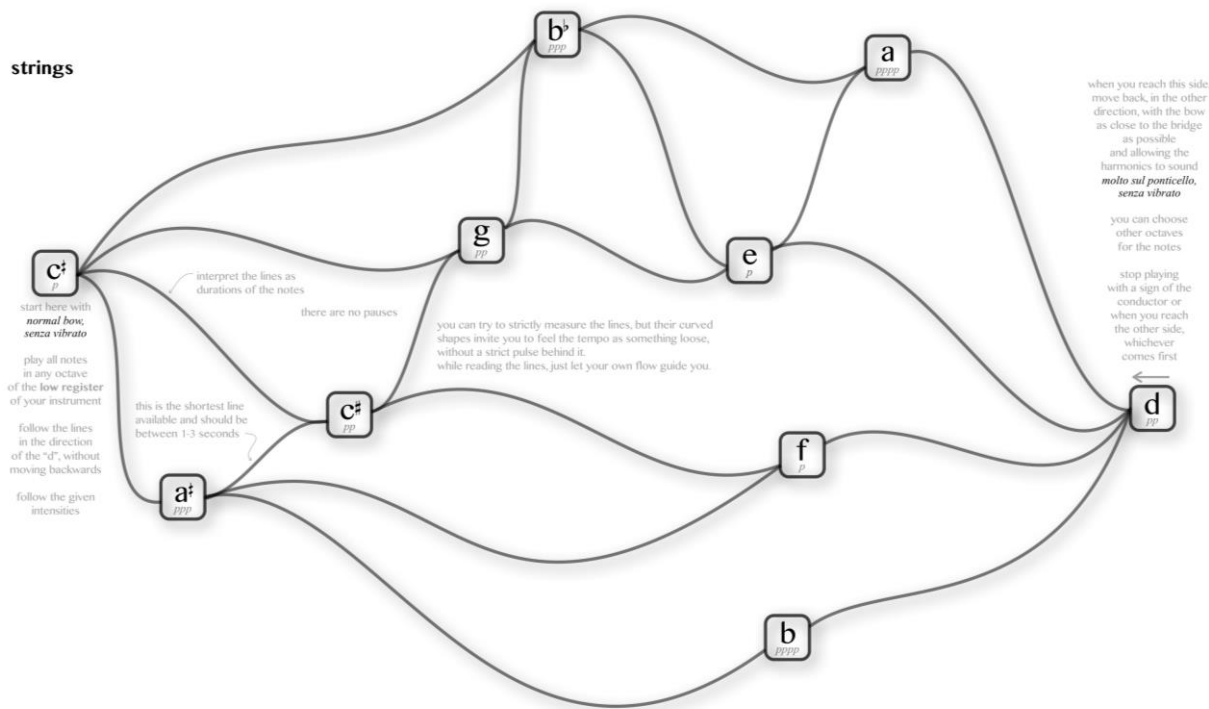 strings
b♭
ppp
a
pppp
when you reach this side
move back, in the other
direction, with the bow
as close to the bridge
as possible
and allowing the
harmonics to sound
molto sul ponticello,
senza vibrato
you can choose
other octaves
for the notes
stop playing
with a sign of the
conductor or
when you reach
the other side,
whichever
comes first
g
pp
e
p
c♯
p
start here with
normal bow,
senza vibrato
play all notes
in any octave
of the low register
of your instrument
follow the lines
in the direction
of the "d", without
moving backwards
follow the given
intensities
interpret the lines as
durations of the notes
there are no pauses
you can try to strictly measure the lines, but their curved
shapes invite you to feel the tempo as something loose,
without a strict pulse behind it.
while reading the lines, just let your own flow guide you.
this is the shortest line
available and should be
between 1-3 seconds
c♯
pp
←
d
pp
f
p
a♯
ppp
b
pppp